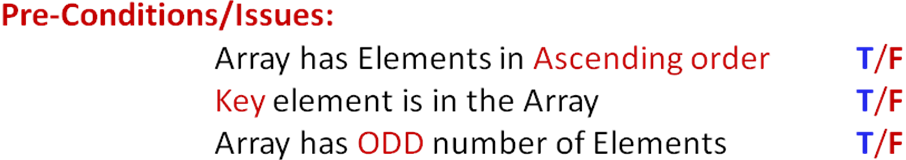 Pre-Conditions/Issues:
Array has Elements in Ascending order T/F
Key element is in the Array T/F
Array has ODD number of Elements T/F